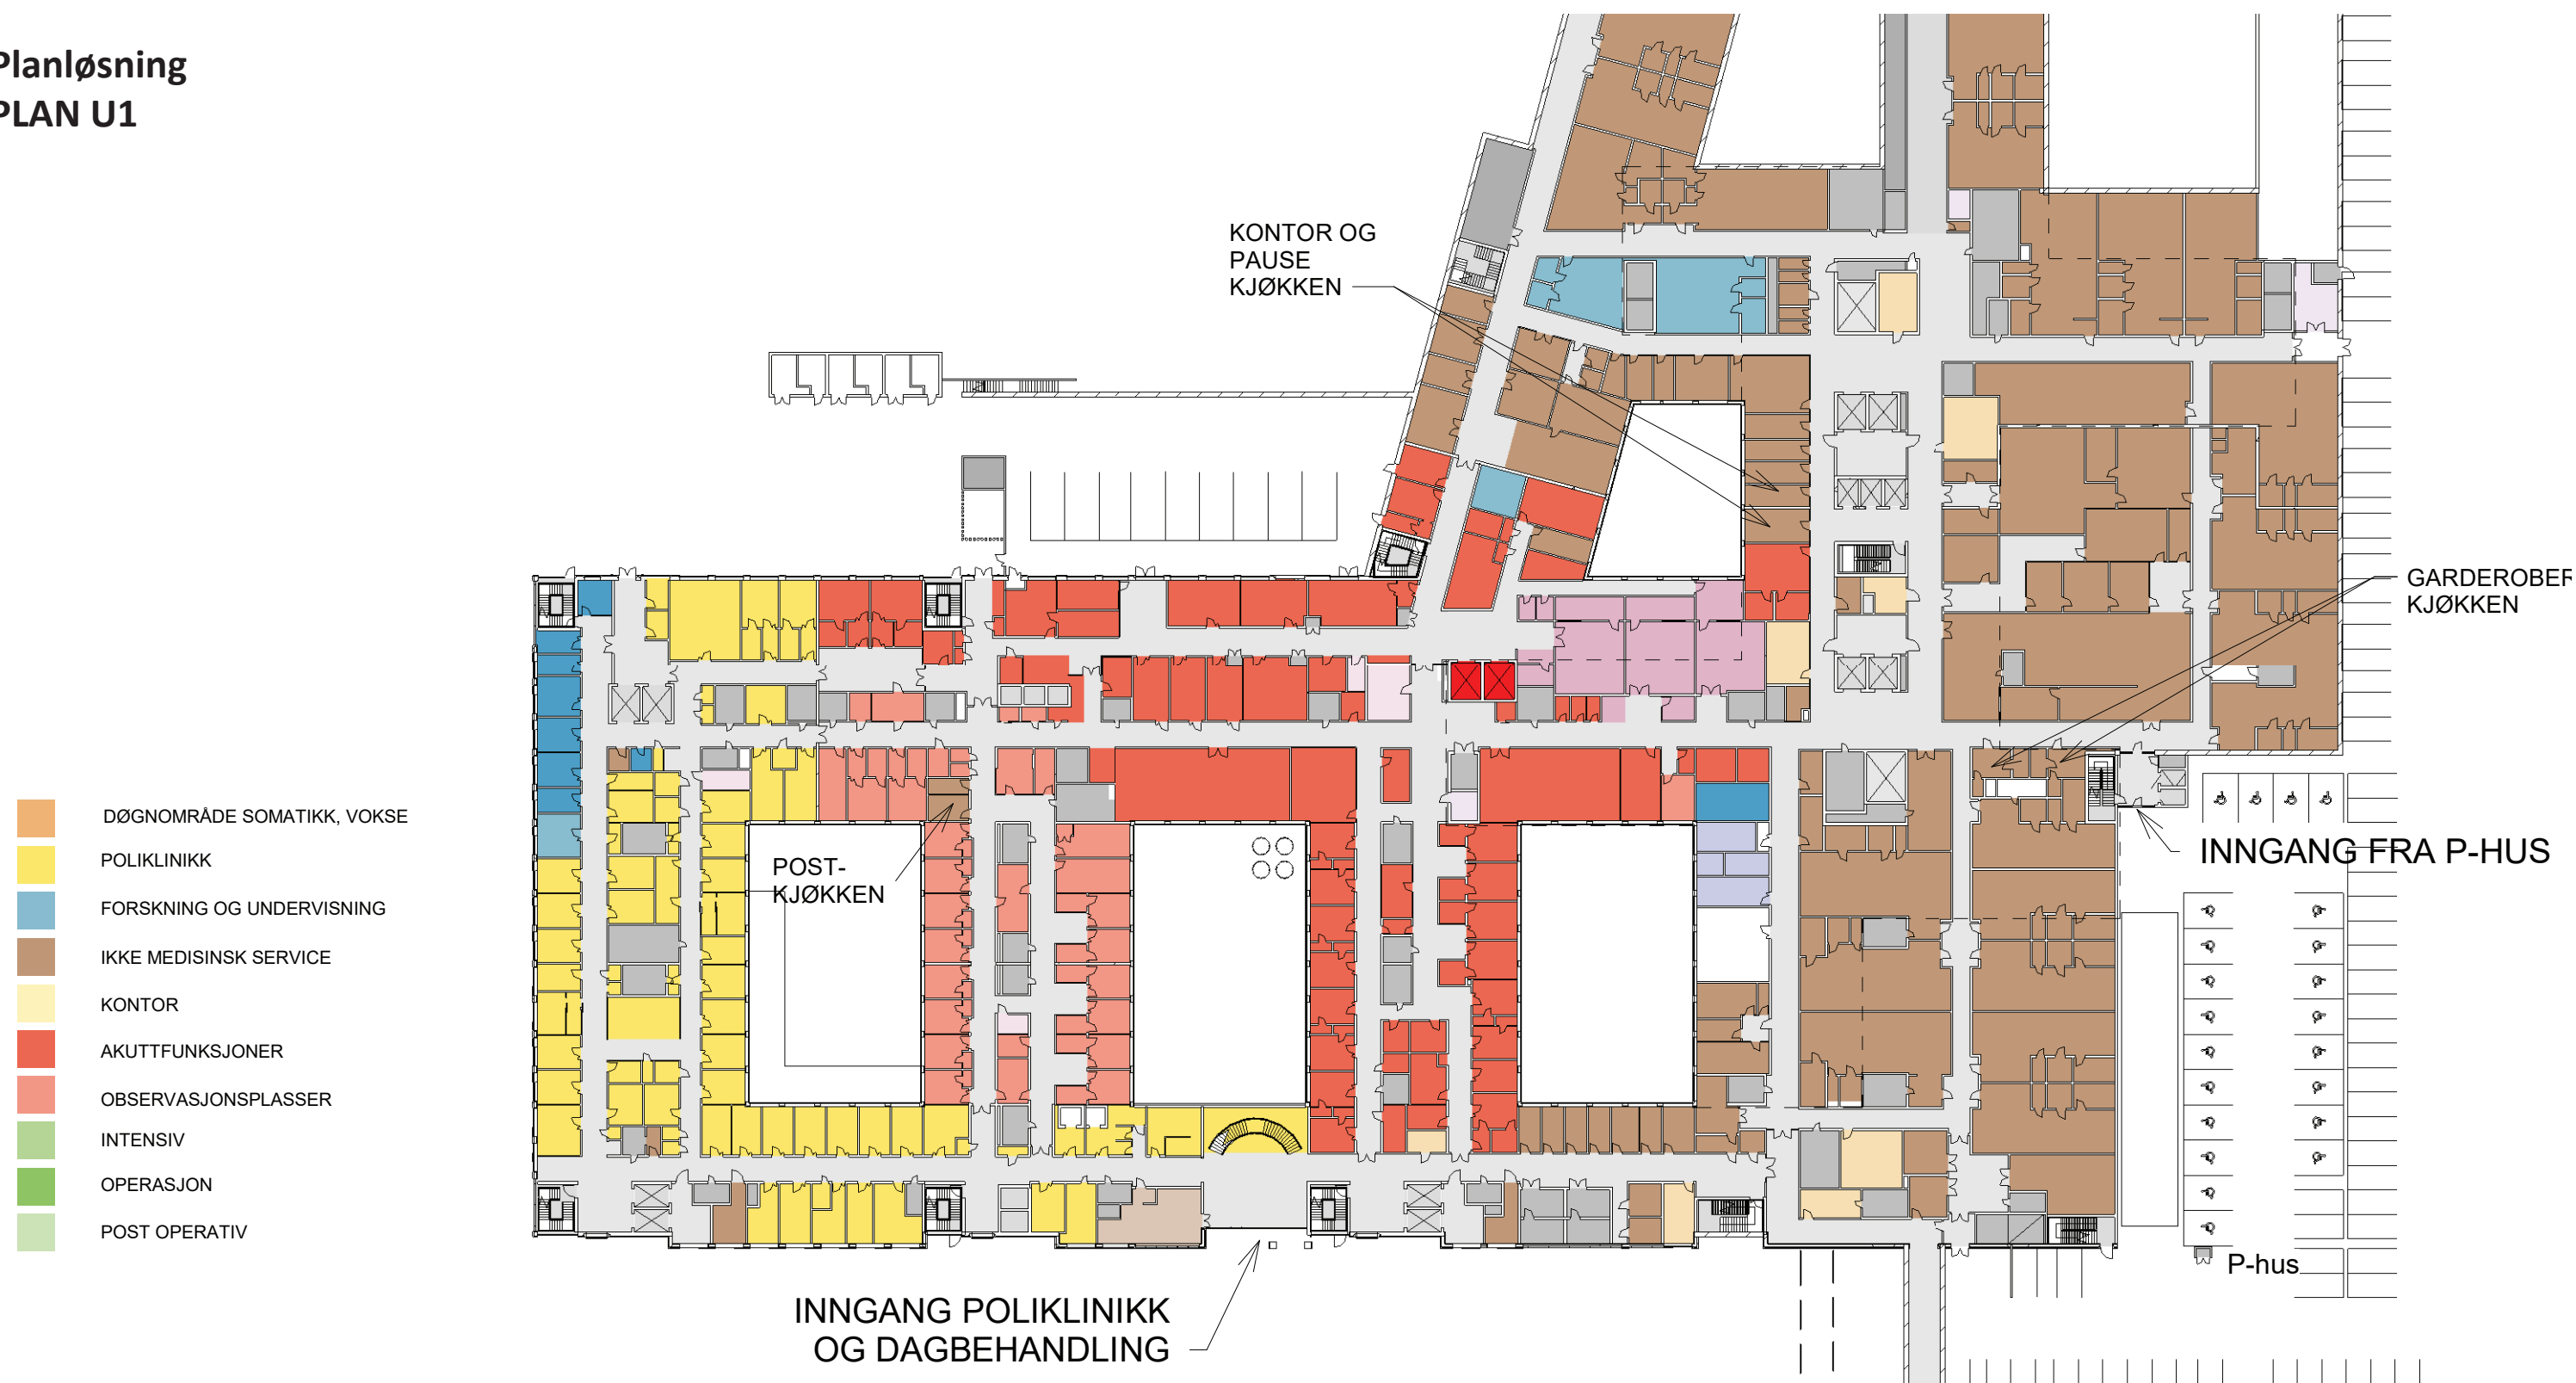 Planløsning
PLAN U1
KONTOR OG
PAUSE
KJØKKEN
GARDEROBER
KJØKKEN
DØGNOMRÅDE SOMATIKK, VOKSE
POLIKLINIKK
FORSKNING OG UNDERVISNING
IKKE MEDISINSK SERVICE
KONTOR
AKUTTFUNKSJONER
OBSERVASJONSPLASSER
INTENSIV
OPERASJON
POST OPERATIV
POST-
KJØKKEN
INNGANG FRA P-HUS
P-hus
INNGANG POLIKLINIKK
OG DAGBEHANDLING